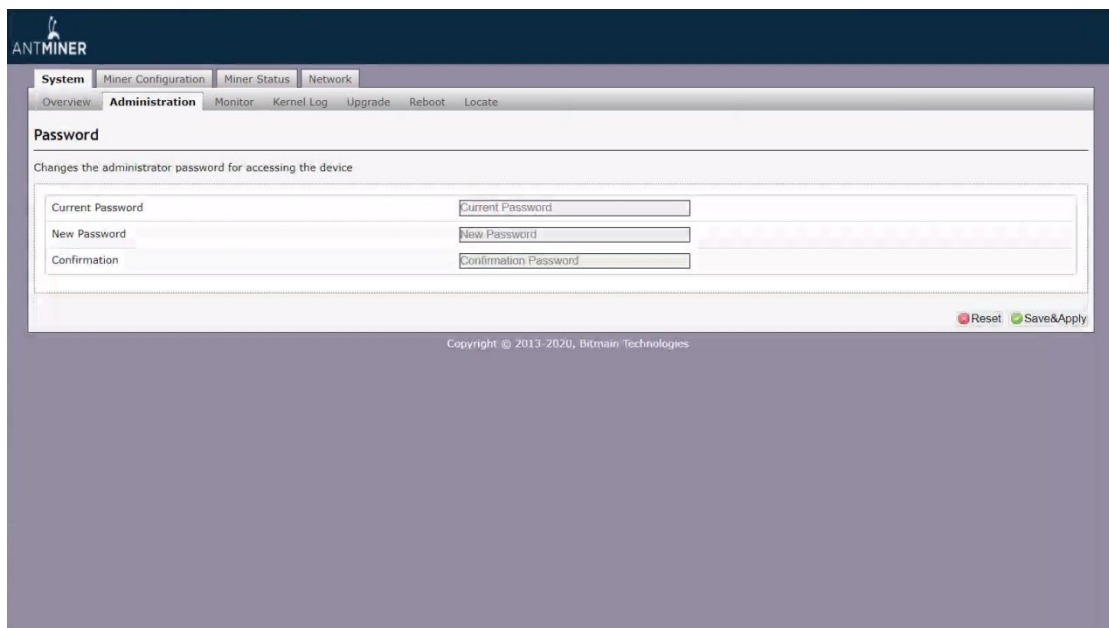 ANTMINER
System Miner Configuration Miner Status Network
Overview Administration Monitor Kernel Log Upgrade Reboot Locate
Password
Changes the administrator password for accessing the device
Current Password Current Password
New Password New Password
Confirmation Confirmation Password
Reset Save&Apply
Copyright © 2013-2020, Bitmain Technologies